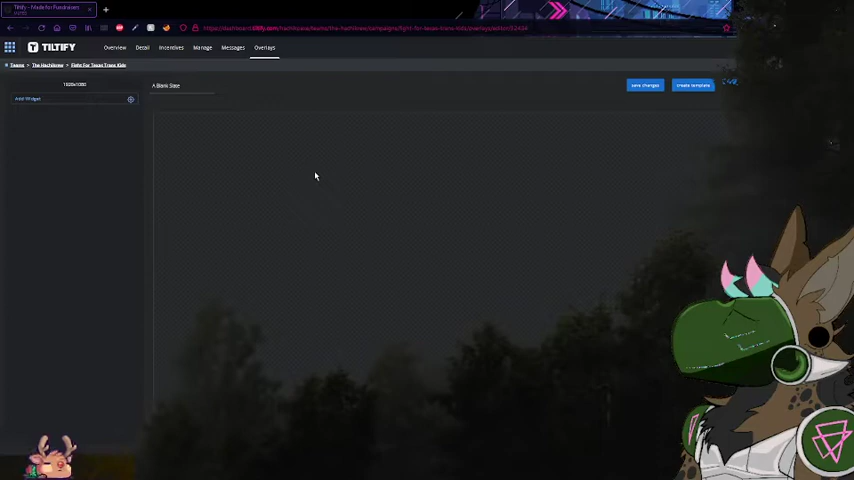 Tiltify - Made for Fundraisers
TILTIFY
Overview
Detail
Incentives
Manage
Messages
Overlays
Teams
The Hachikrew
Fight For Texas Trans Kids
1920x1080
Add Widget
A Blank Slate
save changes
create template